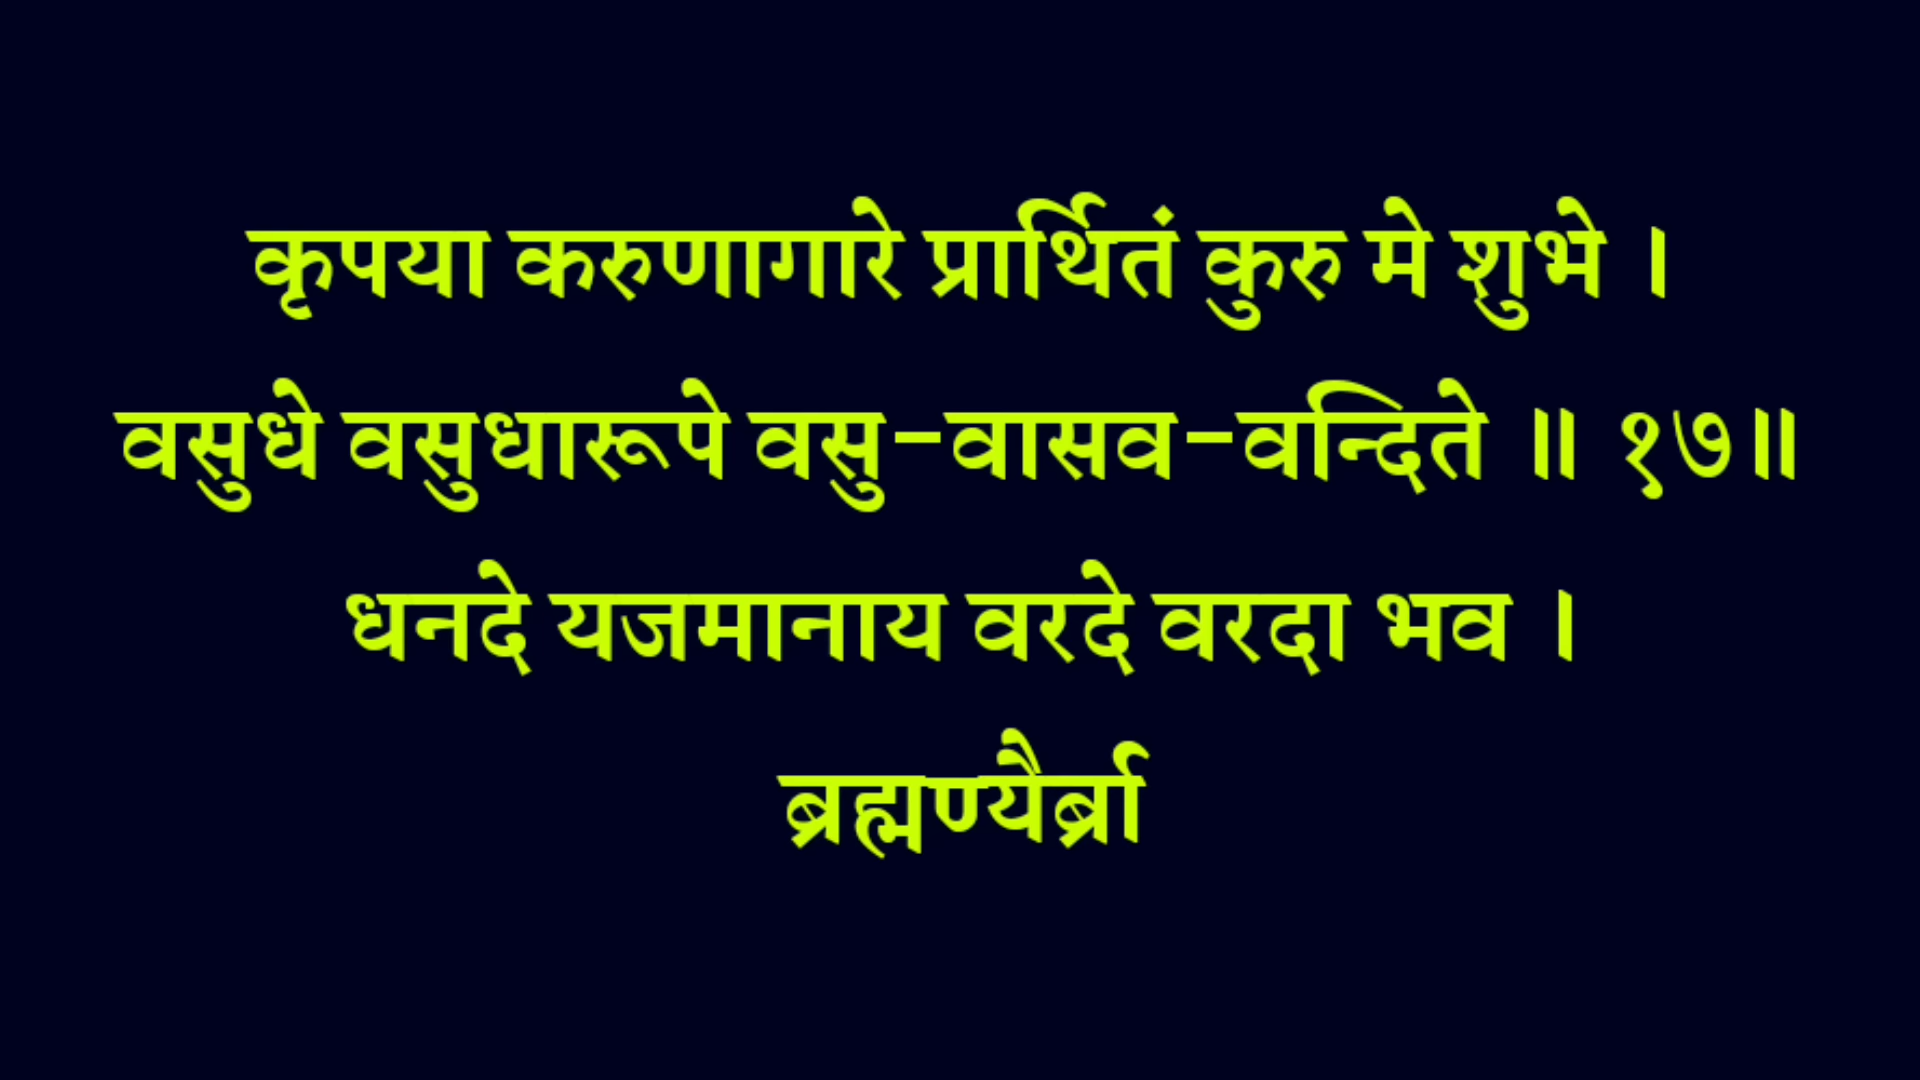 कृपया करुणागारे प्रार्थितं कुरु मे शुभे ।
वसुधे वसुधारूपे वसु-वासव-वन्दिते ॥ १७॥
धनदे यजमानाय वरदे वरदा भव ।
ब्रह्मण्यैर्ब्रा